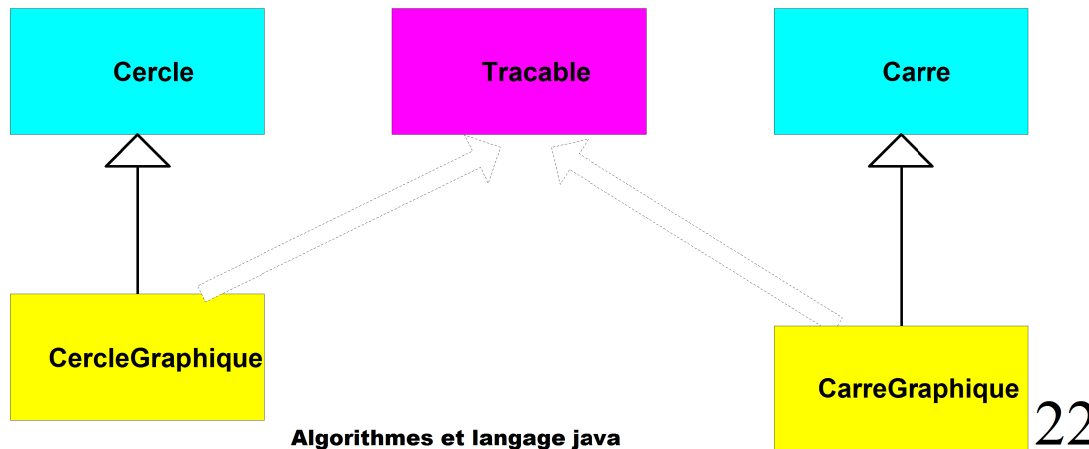 Cercle
Tracable
Carre
CercleGraphique
CarreGraphique
Algorithmes et langage java
22